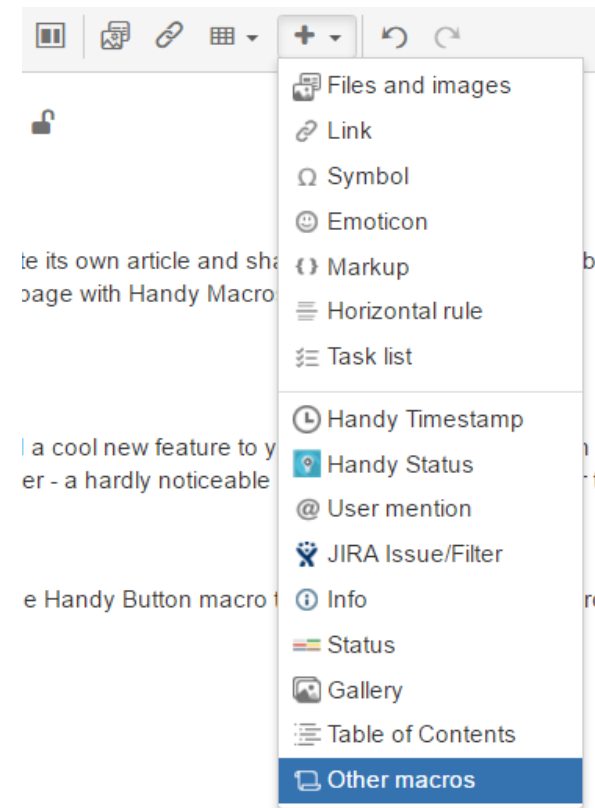 Files and images
Link
Symbol
Emoticon
te its own article and sha
b
Markup
page with Handy Macro
Horizontal rule
Task list
Handy Timestamp
a cool new feature to y
Handy Status
er - a hardly noticeable
@ User mention
JIRA Issue/Filter
e Handy Button macro t
Info
Status
Gallery
Table of Contents
Other macros